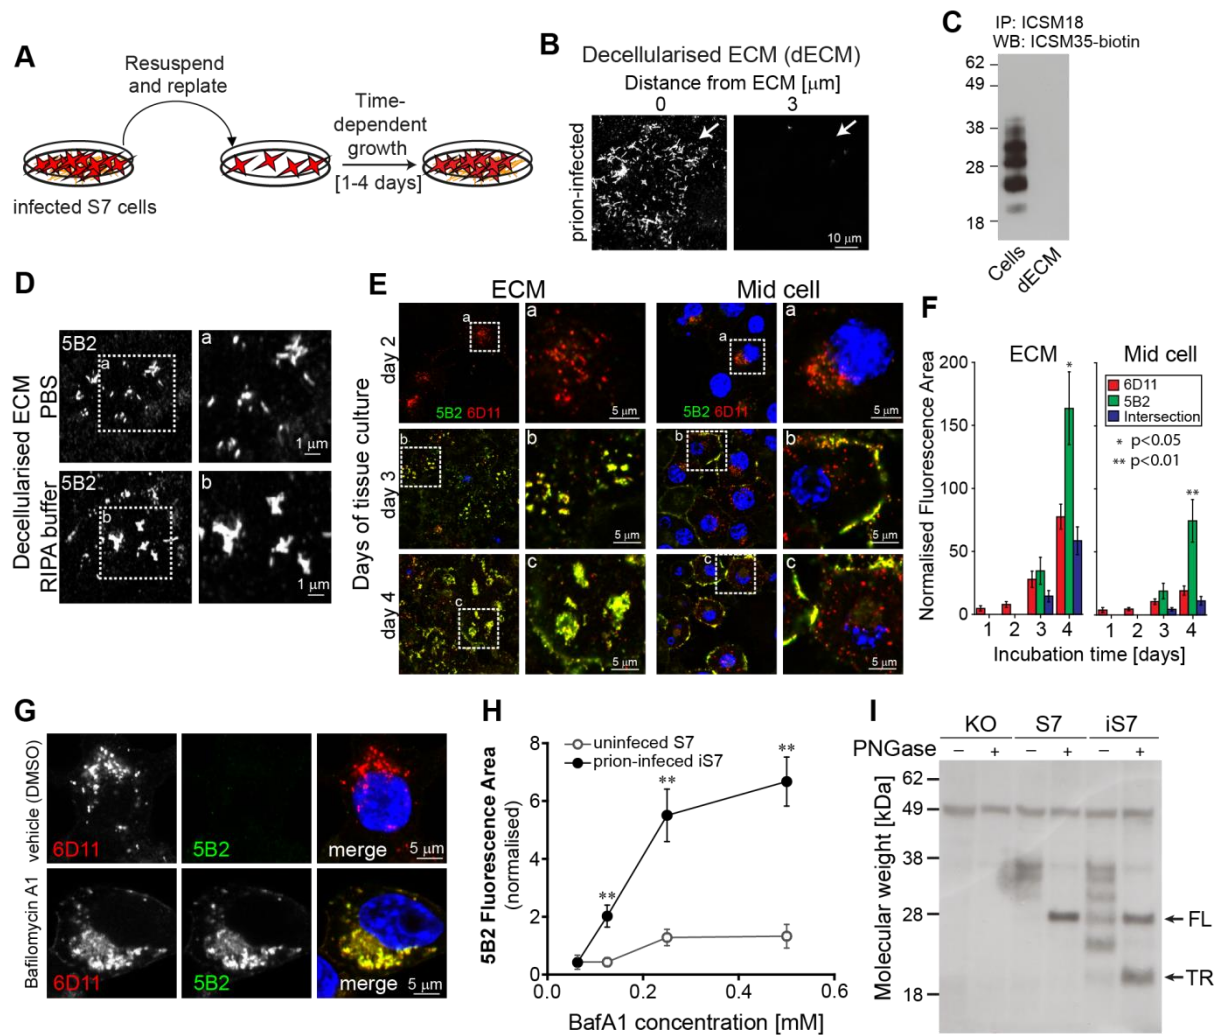 A
Resuspend
and replate
Time-
dependent
growth
[1-4 days]
infected S7 cells
B
Decellularised ECM (dECM)
Distance from ECM [µm]
0
3
prion-infected
10 µm
C
IP: ICSM18
WB: ICSM35-biotin
62
49
38
28
18
Cells
dECM
D
Decellularised ECM
PBS
RIPA buffer
5B2
a
a
1 µm
5B2
b
b
1 µm
E
ECM
Mid cell
Days of tissue culture
day 2
a
5B2 6D11
a
5 µm
a
5B2 6D11
a
5 µm
day 3
b
b
5 µm
b
b
5 µm
day 4
c
c
5 µm
c
c
5 µm
F
ECM
Mid cell
Normalised Fluorescence Area
200
150
100
50
0
*
6D11
5B2
Intersection
* p<0.05
** p<0.01
**
1 2 3 4
1 2 3 4
Incubation time [days]
G
vehicle (DMSO)
6D11
5B2
merge
5 µm
Bafilomycin A1
6D11
5B2
merge
5 µm
H
5B2 Fluorescence Area
(normalised)
8
6
4
2
0
uninfeced S7
prion-infeced iS7
**
**
**
0.0 0.2 0.4 0.6
BafA1 concentration [mM]
I
KO S7 iS7
PNGase – + – + – +
Molecular weight [kDa]
62
49
38
28
18
FL
TR